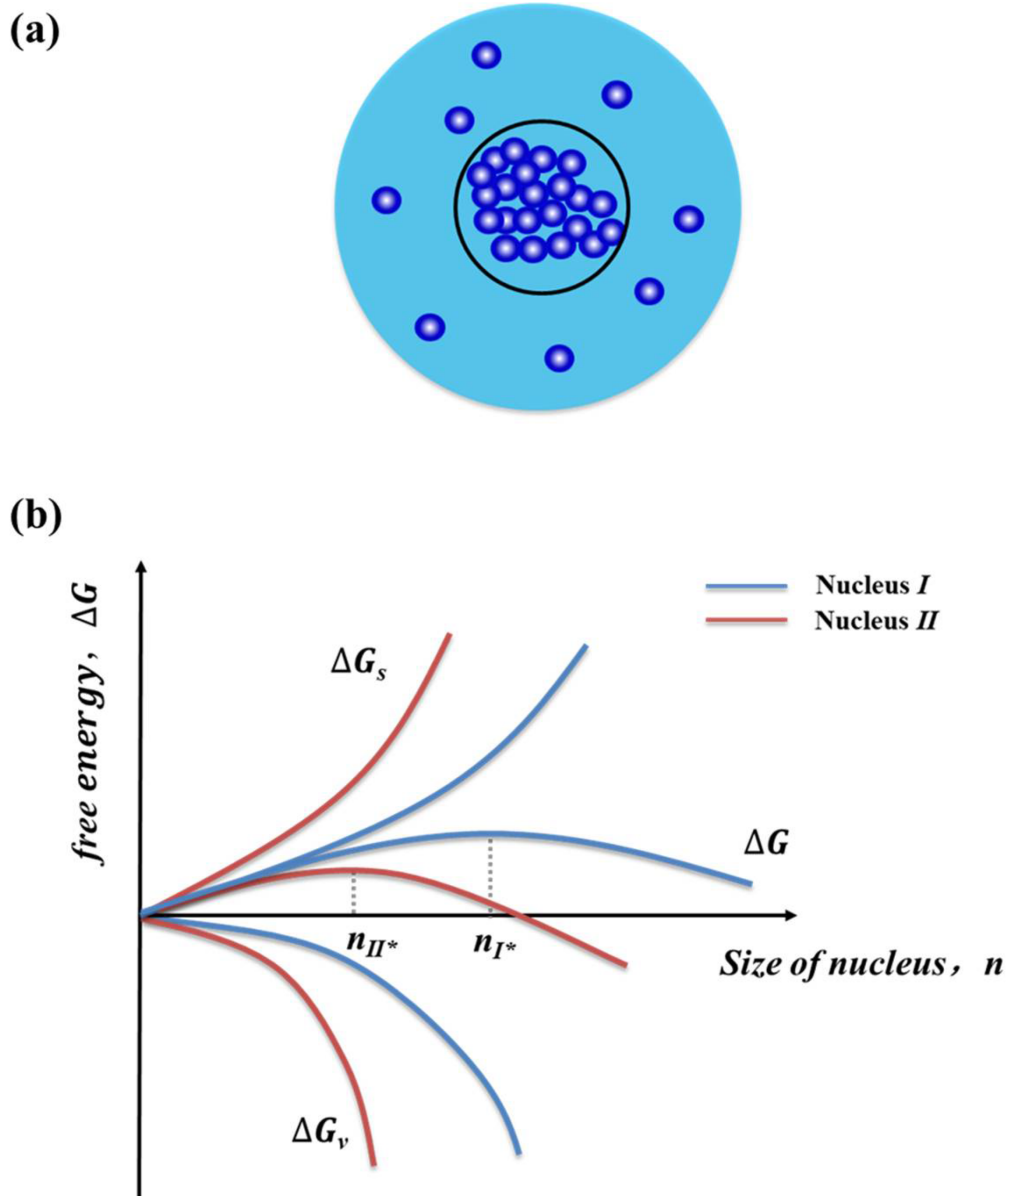 (a)
(b)
free energy, ΔG
Nucleus I
Nucleus II
ΔGs
ΔG
nII*
nI*
Size of nucleus, n
ΔGv